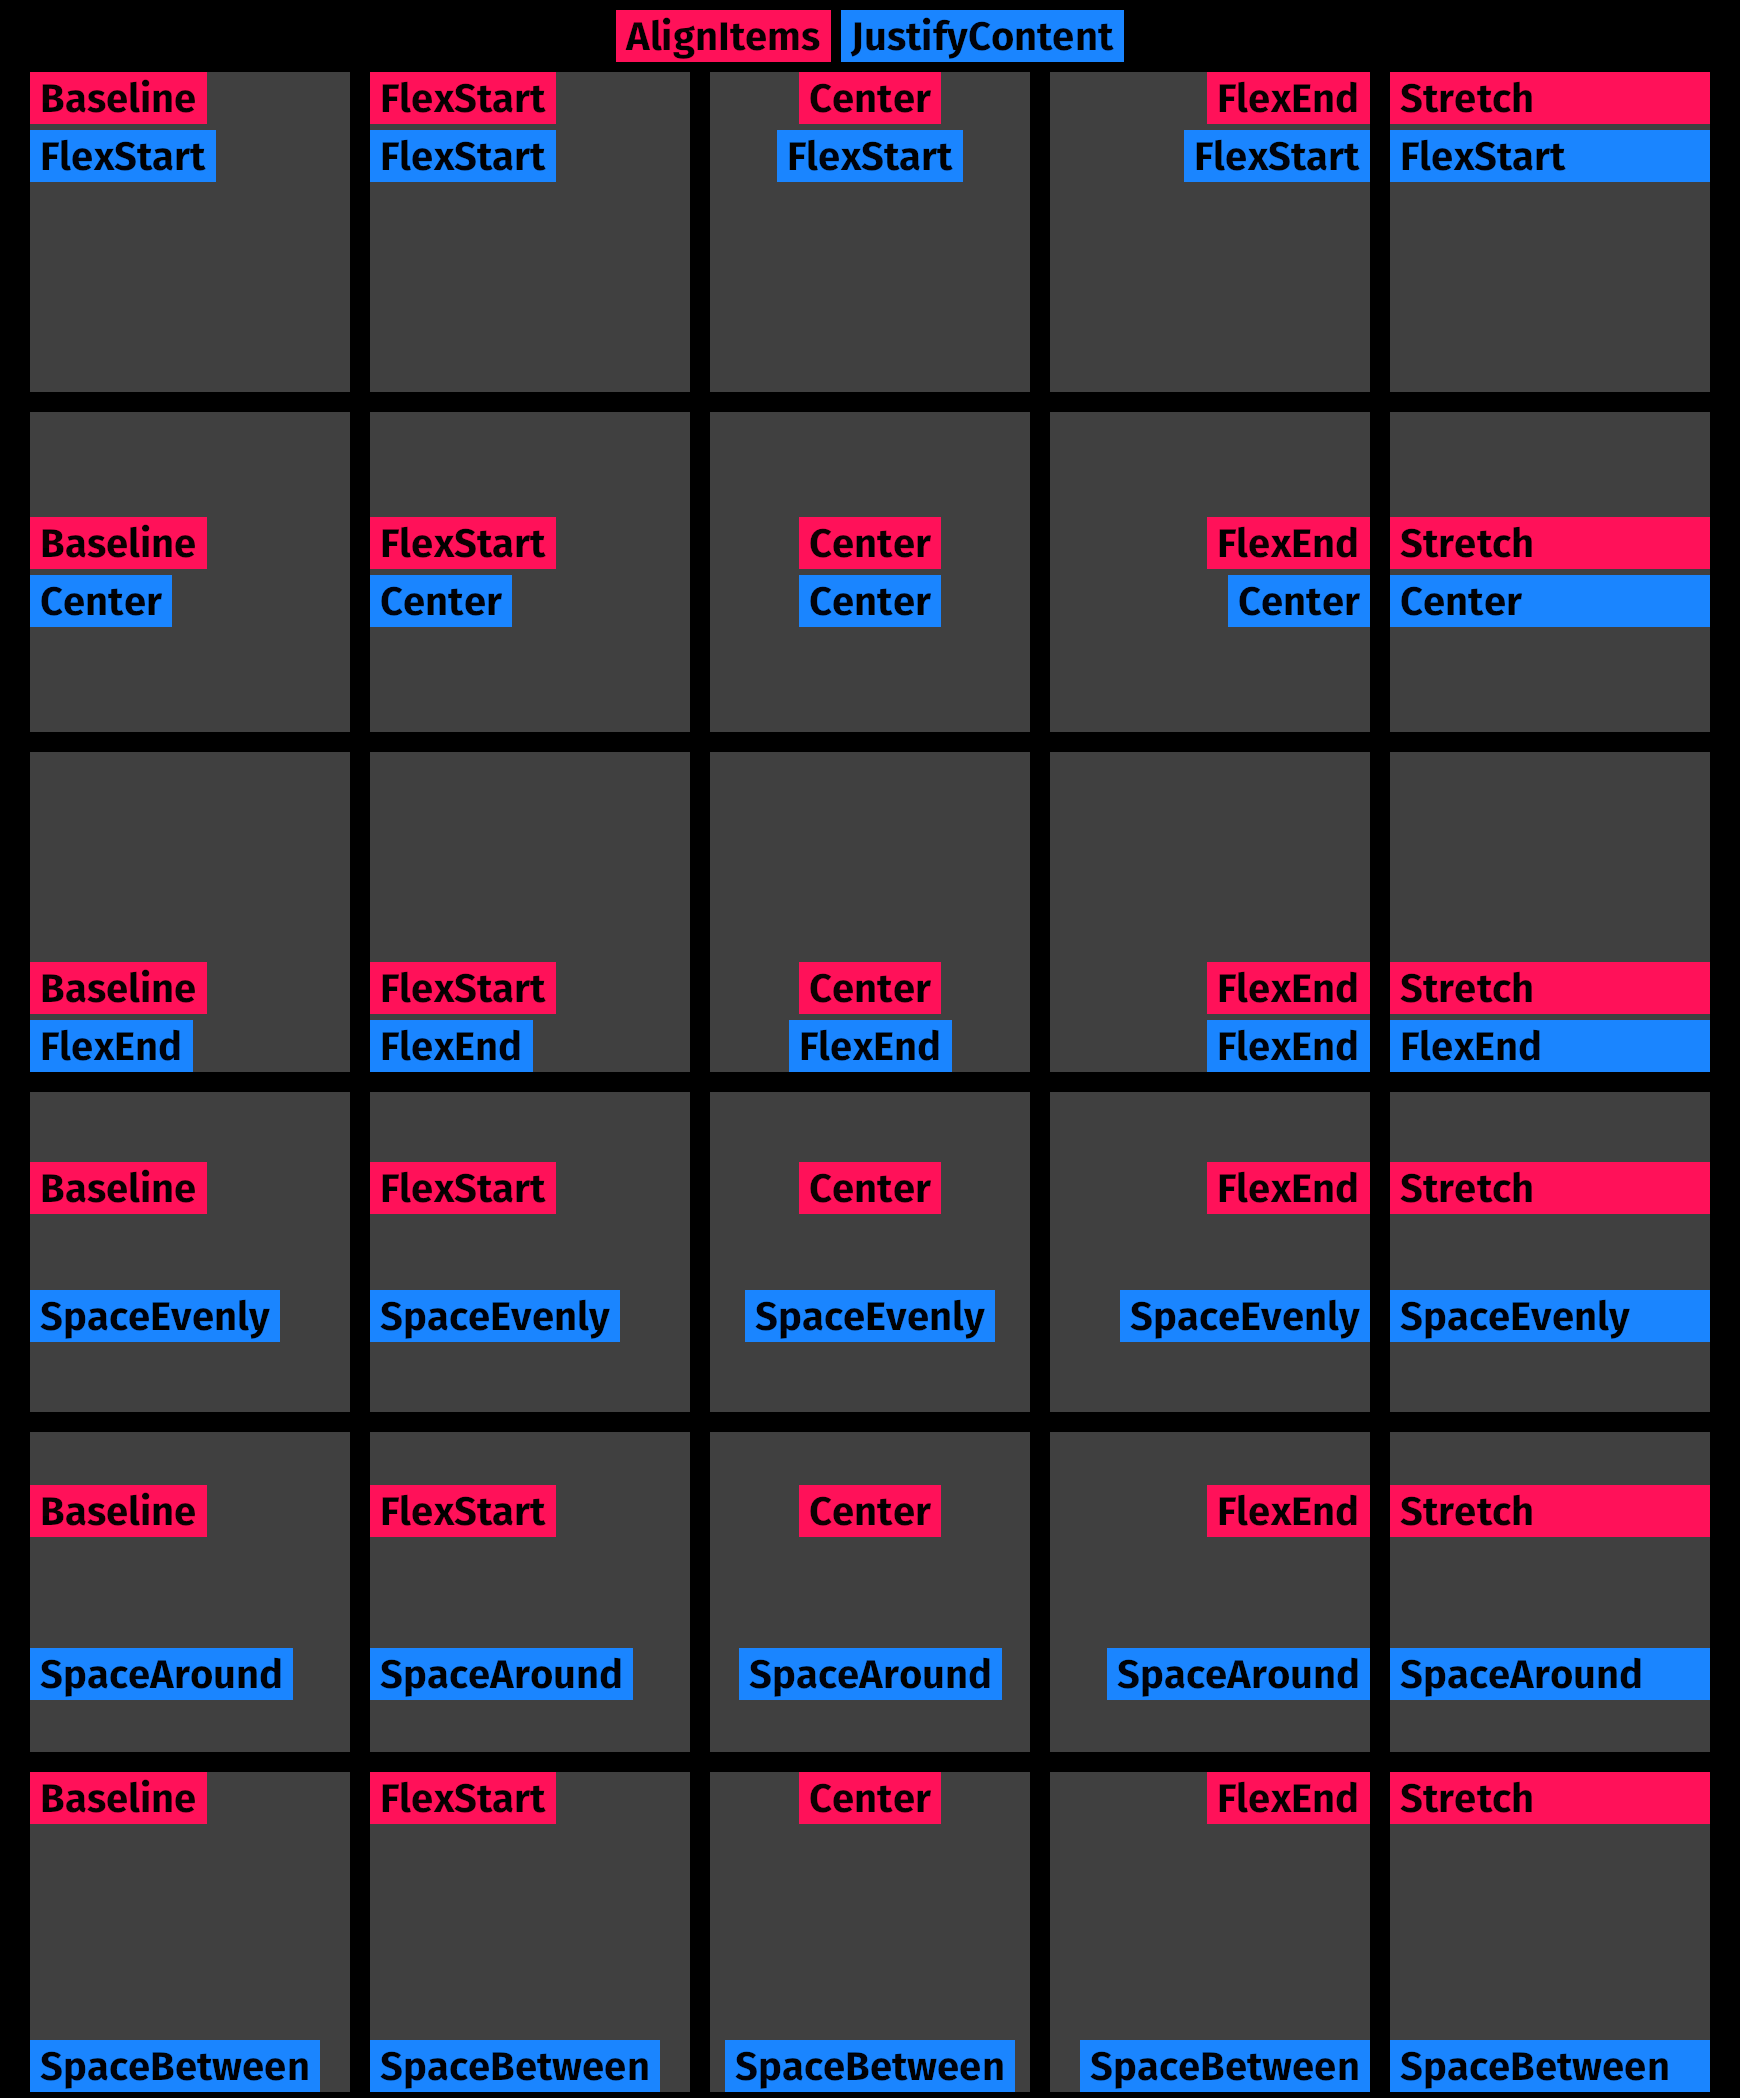 AlignItems JustifyContent
Baseline FlexStart Center FlexEnd Stretch
FlexStart FlexStart FlexStart FlexStart FlexStart
Baseline FlexStart Center FlexEnd Stretch
Center Center Center Center Center
Baseline FlexStart Center FlexEnd Stretch
FlexEnd FlexEnd FlexEnd FlexEnd FlexEnd
Baseline FlexStart Center FlexEnd Stretch
SpaceEvenly SpaceEvenly SpaceEvenly SpaceEvenly SpaceEvenly
Baseline FlexStart Center FlexEnd Stretch
SpaceAround SpaceAround SpaceAround SpaceAround SpaceAround
Baseline FlexStart Center FlexEnd Stretch
SpaceBetween SpaceBetween SpaceBetween SpaceBetween SpaceBetween